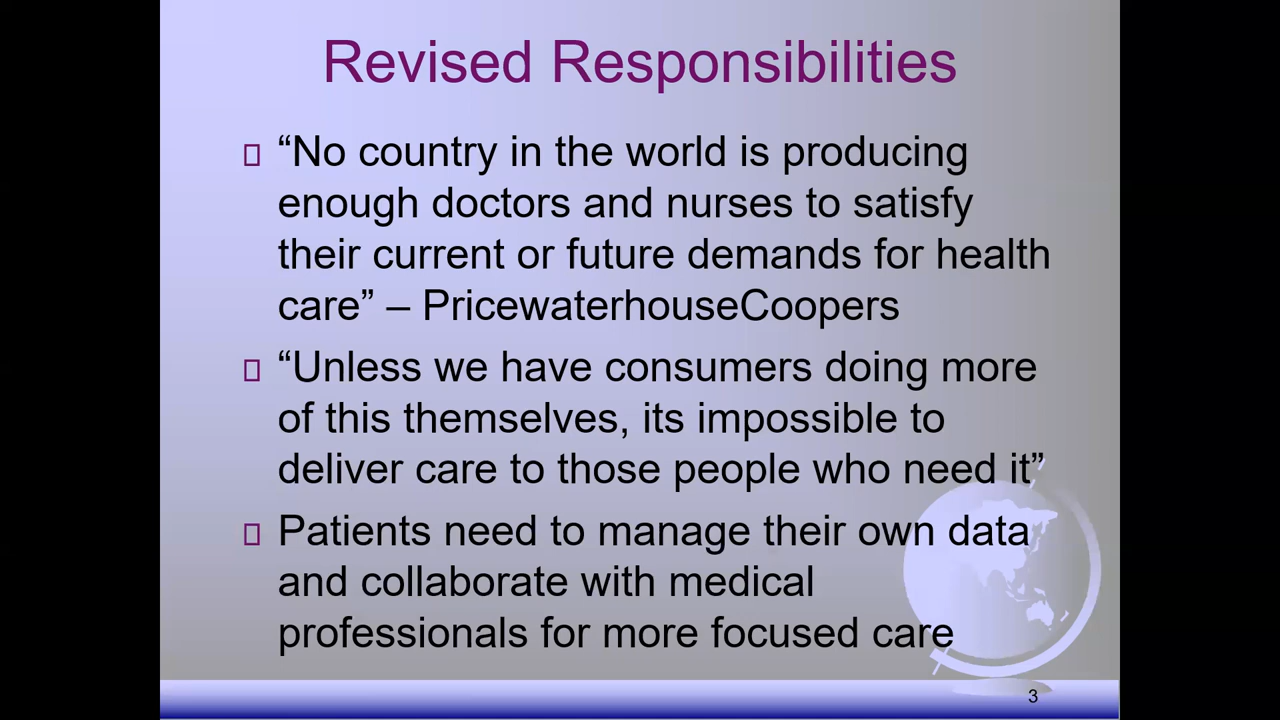 Revised Responsibilities
“No country in the world is producing
enough doctors and nurses to satisfy
their current or future demands for health
care” – PricewaterhouseCoopers
“Unless we have consumers doing more
of this themselves, its impossible to
deliver care to those people who need it”
Patients need to manage their own data
and collaborate with medical
professionals for more focused care
3